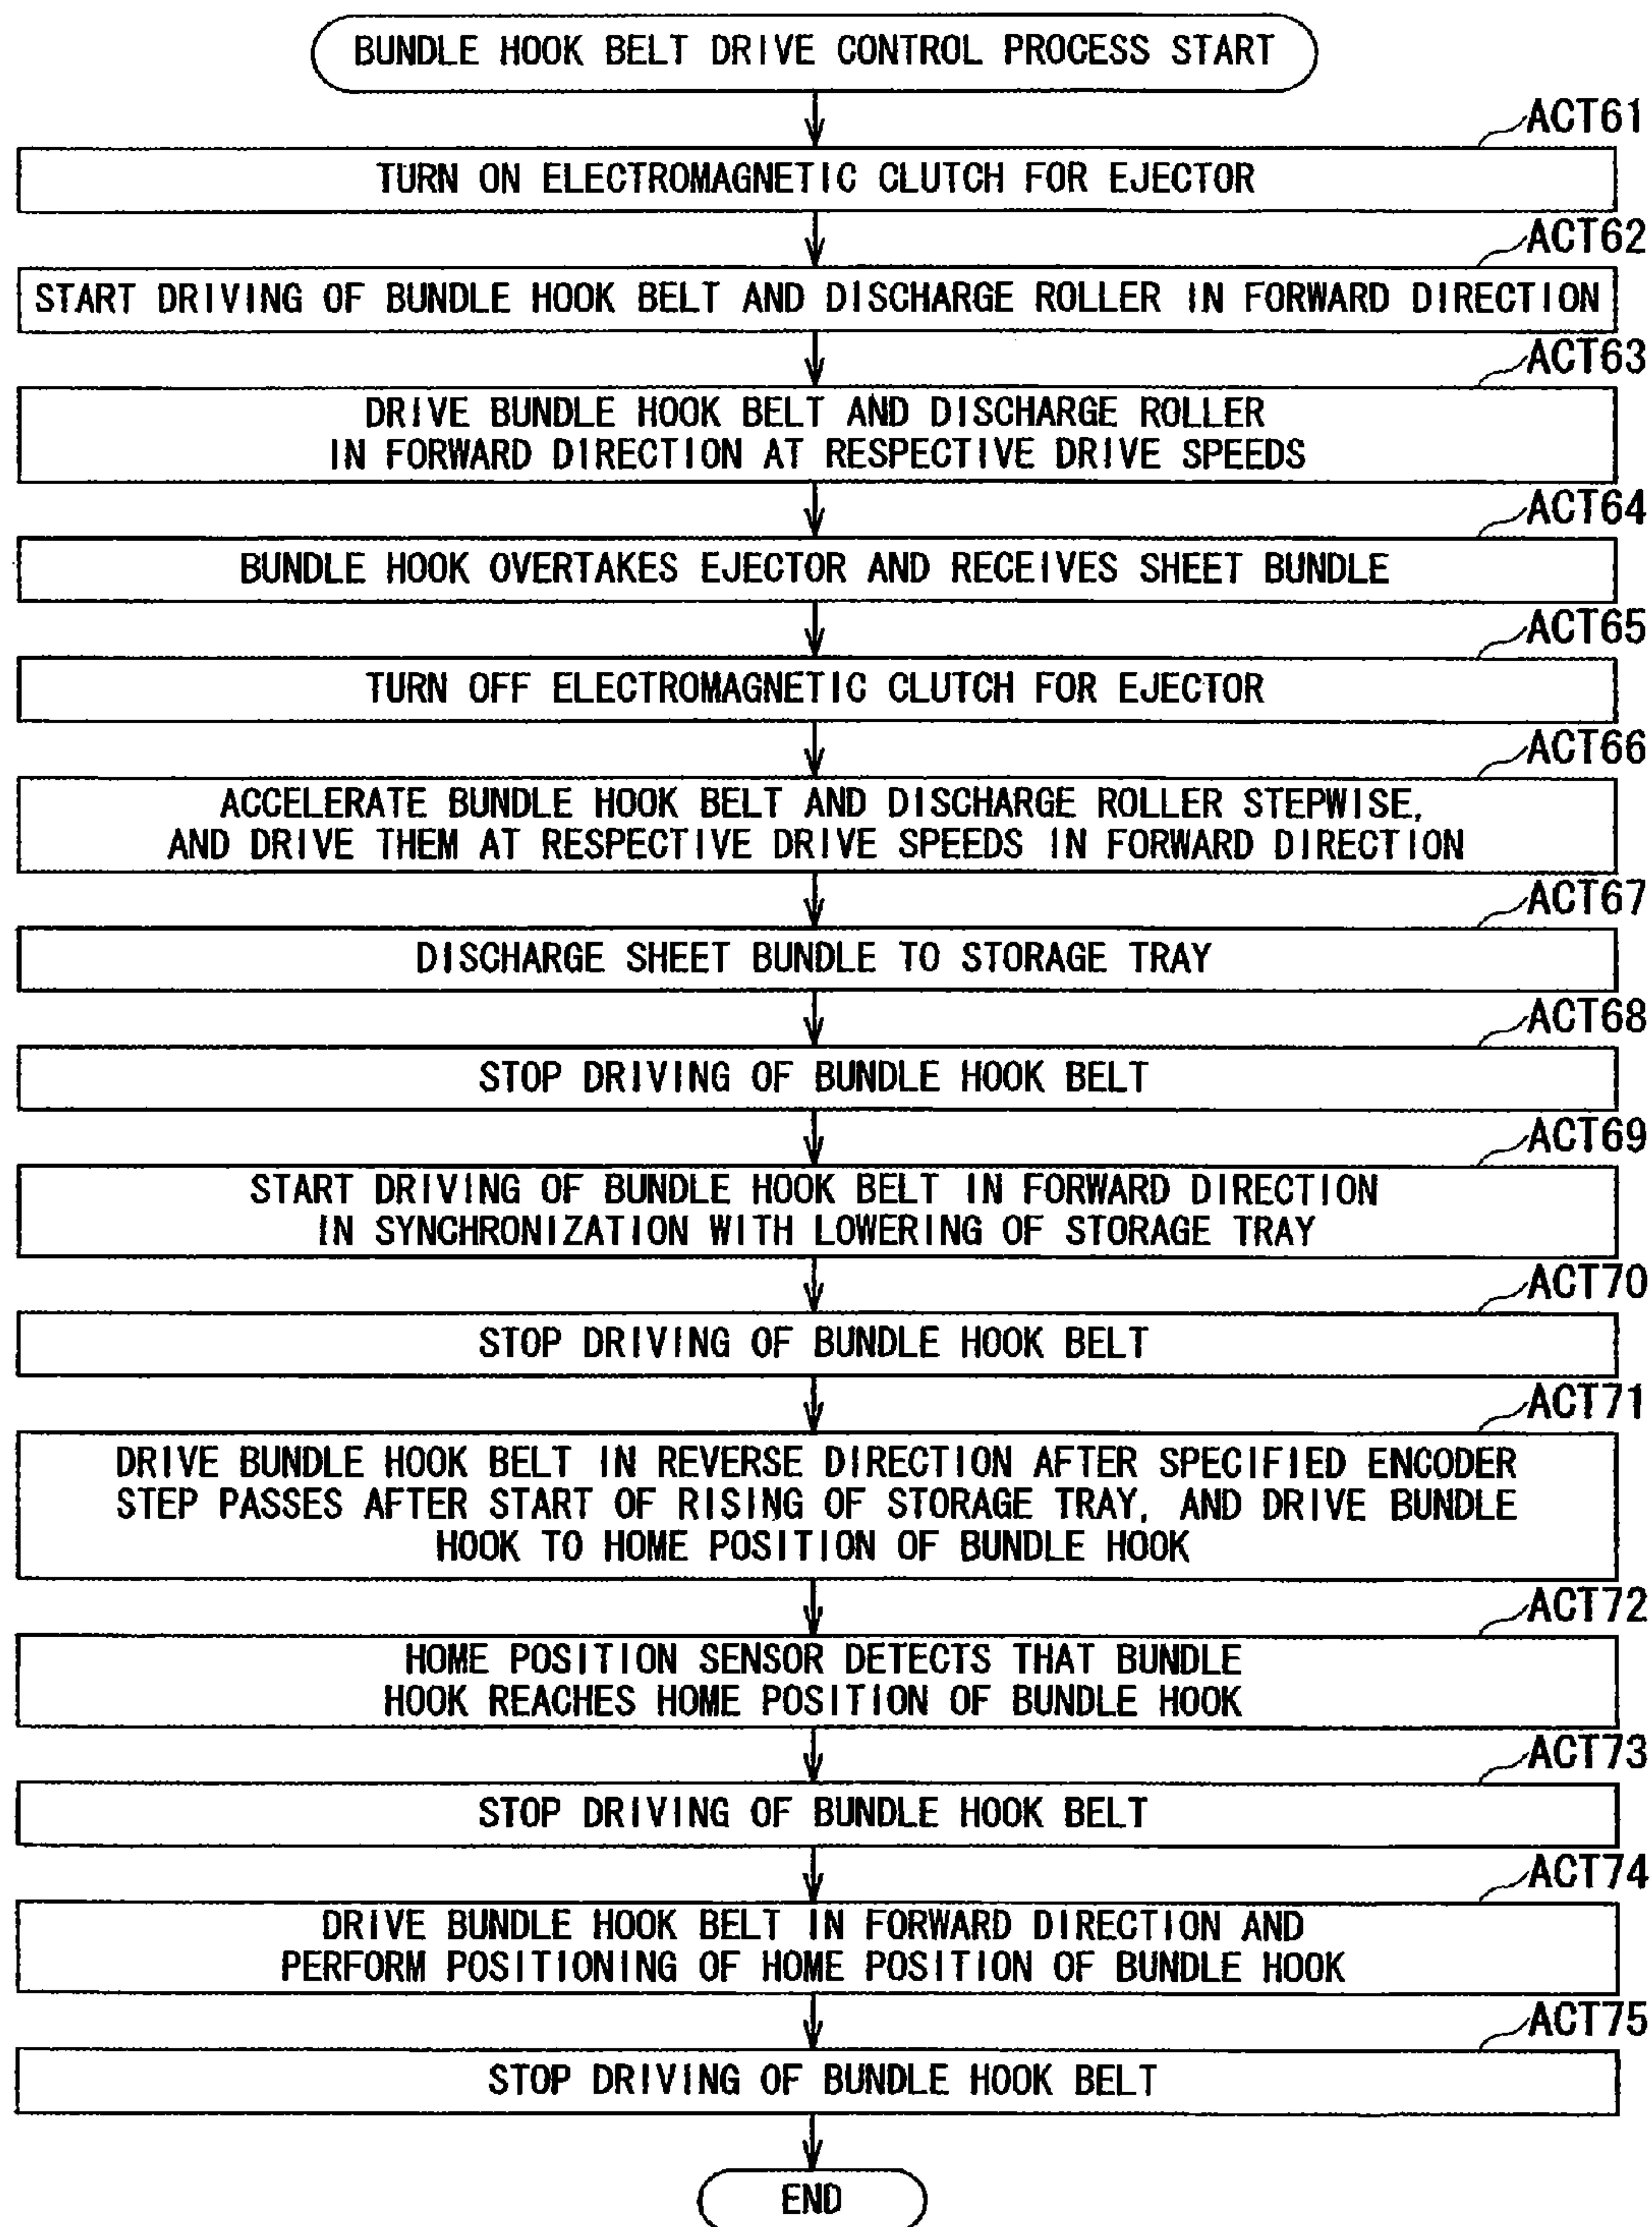 BUNDLE HOOK BELT DRIVE CONTROL PROCESS START
ACT61
TURN ON ELECTROMAGNETIC CLUTCH FOR EJECTOR
ACT62
START DRIVING OF BUNDLE HOOK BELT AND DISCHARGE ROLLER IN FORWARD DIRECTION
ACT63
DRIVE BUNDLE HOOK BELT AND DISCHARGE ROLLER
IN FORWARD DIRECTION AT RESPECTIVE DRIVE SPEEDS
ACT64
BUNDLE HOOK OVERTAKES EJECTOR AND RECEIVES SHEET BUNDLE
ACT65
TURN OFF ELECTROMAGNETIC CLUTCH FOR EJECTOR
ACT66
ACCELERATE BUNDLE HOOK BELT AND DISCHARGE ROLLER STEPWISE,
AND DRIVE THEM AT RESPECTIVE DRIVE SPEEDS IN FORWARD DIRECTION
ACT67
DISCHARGE SHEET BUNDLE TO STORAGE TRAY
ACT68
STOP DRIVING OF BUNDLE HOOK BELT
ACT69
START DRIVING OF BUNDLE HOOK BELT IN FORWARD DIRECTION
IN SYNCHRONIZATION WITH LOWERING OF STORAGE TRAY
ACT70
STOP DRIVING OF BUNDLE HOOK BELT
ACT71
DRIVE BUNDLE HOOK BELT IN REVERSE DIRECTION AFTER SPECIFIED ENCODER
STEP PASSES AFTER START OF RISING OF STORAGE TRAY, AND DRIVE BUNDLE
HOOK TO HOME POSITION OF BUNDLE HOOK
ACT72
HOME POSITION SENSOR DETECTS THAT BUNDLE
HOOK REACHES HOME POSITION OF BUNDLE HOOK
ACT73
STOP DRIVING OF BUNDLE HOOK BELT
ACT74
DRIVE BUNDLE HOOK BELT IN FORWARD DIRECTION AND
PERFORM POSITIONING OF HOME POSITION OF BUNDLE HOOK
ACT75
STOP DRIVING OF BUNDLE HOOK BELT
END